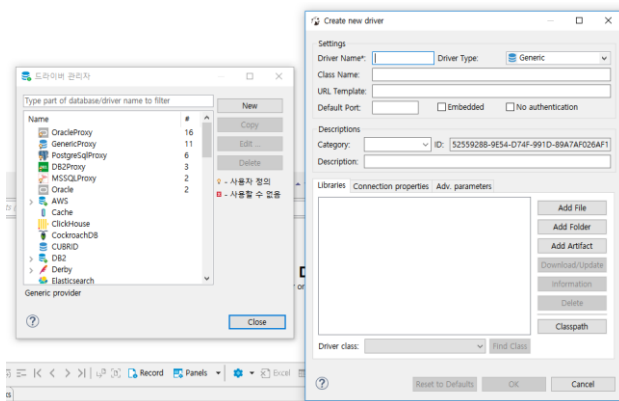 드라이버 관리자
Type part of database/driver name to filter
New
Copy
Edit ...
Delete
Name #
OracleProxy 16
GenericProxy 11
PostgreSqlProxy 6
DB2Proxy 3
MSSQLProxy 2
Oracle 2
AWS
Cache
ClickHouse
CockroachDB
CUBRID
DB2
Derby
Elasticsearch
- 사용자 정의
- 사용할 수 없음
Generic provider
Close
Record
Panels
Excel
Create new driver
Settings
Driver Name*:
Driver Type:
Generic
Class Name:
URL Template:
Default Port:
Embedded
No authentication
Descriptions
Category:
ID: 52559288-9E54-D74F-991D-89A7AF026AF1
Description:
Libraries
Connection properties
Adv. parameters
Add File
Add Folder
Add Artifact
Download/Update
Information
Delete
Classpath
Driver class:
Find Class
Reset to Defaults
OK
Cancel